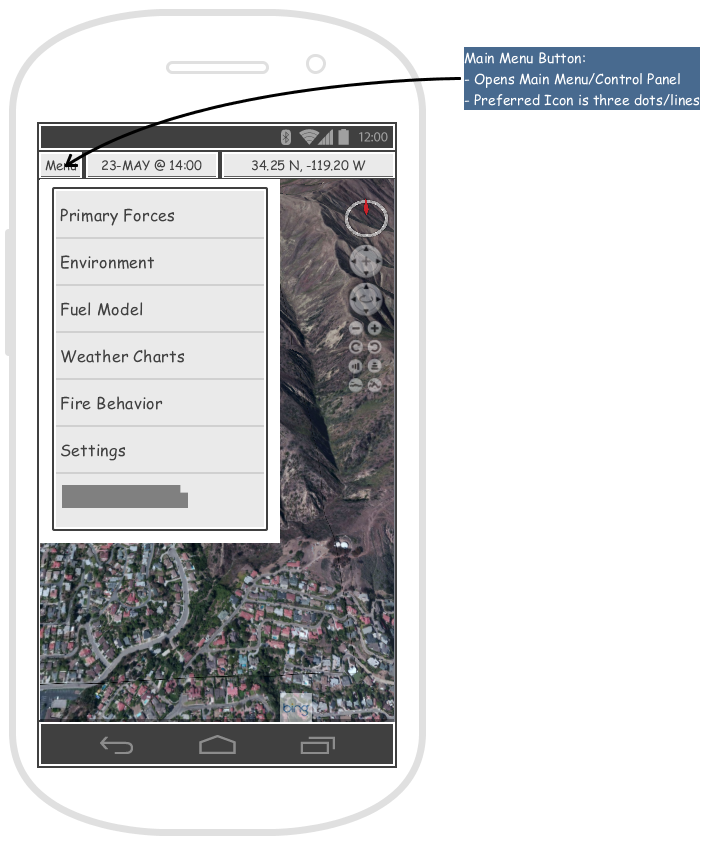 Main Menu Button:
- Opens Main Menu/Control Panel
- Preferred Icon is three dots/lines
12:00
Menu
23-MAY @ 14:00
34.25 N, -119.20 W
Primary Forces
Environment
Fuel Model
Weather Charts
Fire Behavior
Settings
bing